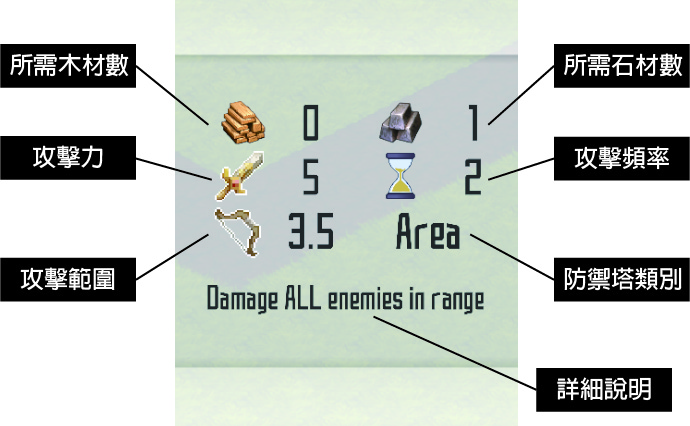 所需木材數
所需石材數
0
1
攻擊力
攻擊頻率
5
2
3.5
Area
攻擊範圍
防禦塔類別
Damage ALL enemies in range
詳細說明